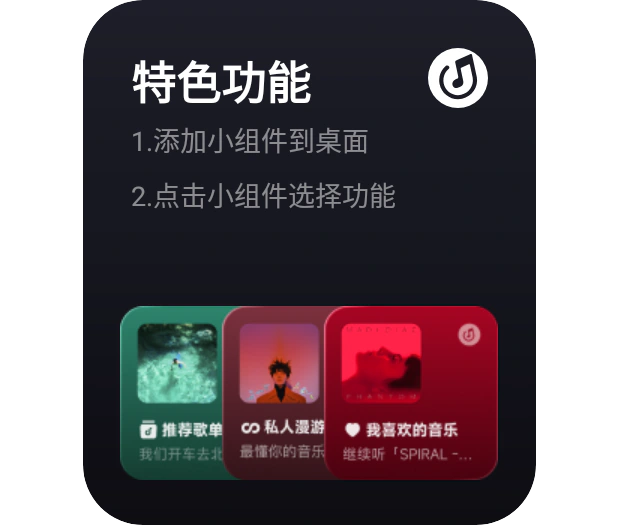 特色功能
1.添加小组件到桌面
2.点击小组件选择功能
推荐歌单
我们开车去北
私人漫游
最懂你的音乐
PHANTOM
我喜欢的音乐
继续听「SPIRAL -...